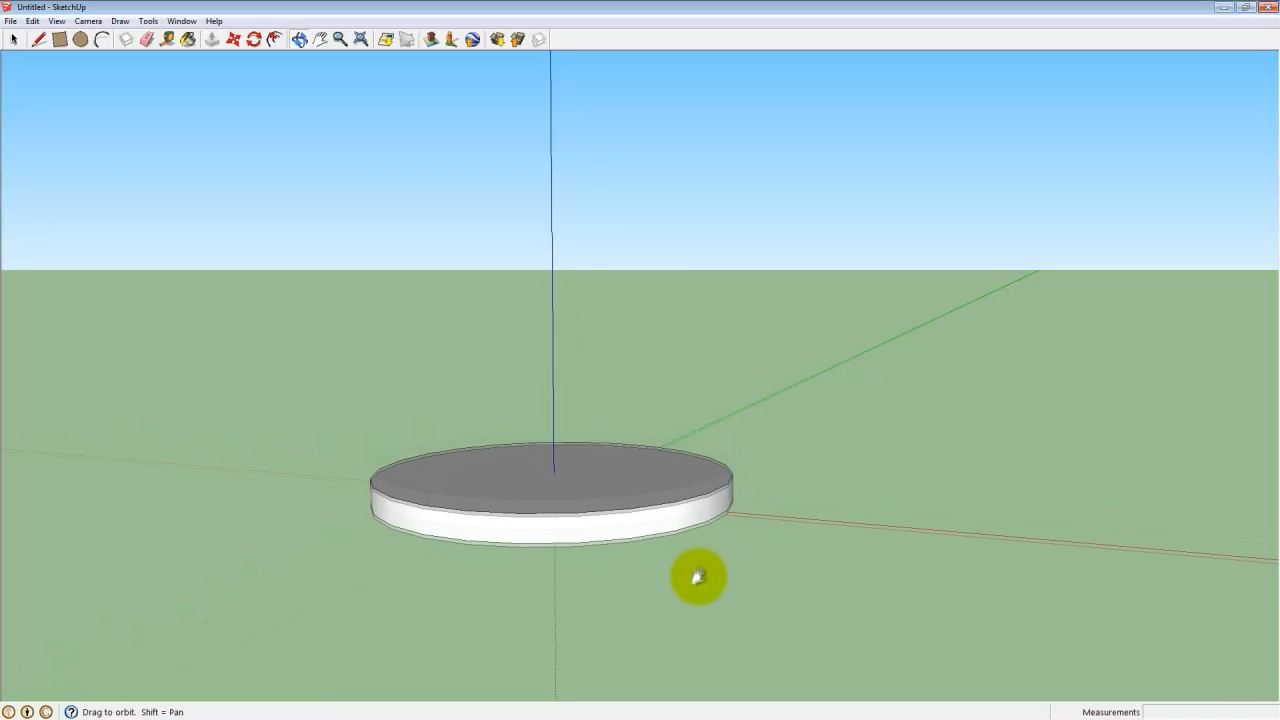 Untitled - SketchUp
File Edit View Camera Draw Tools Window Help
Drag to orbit. Shift = Pan Measurements